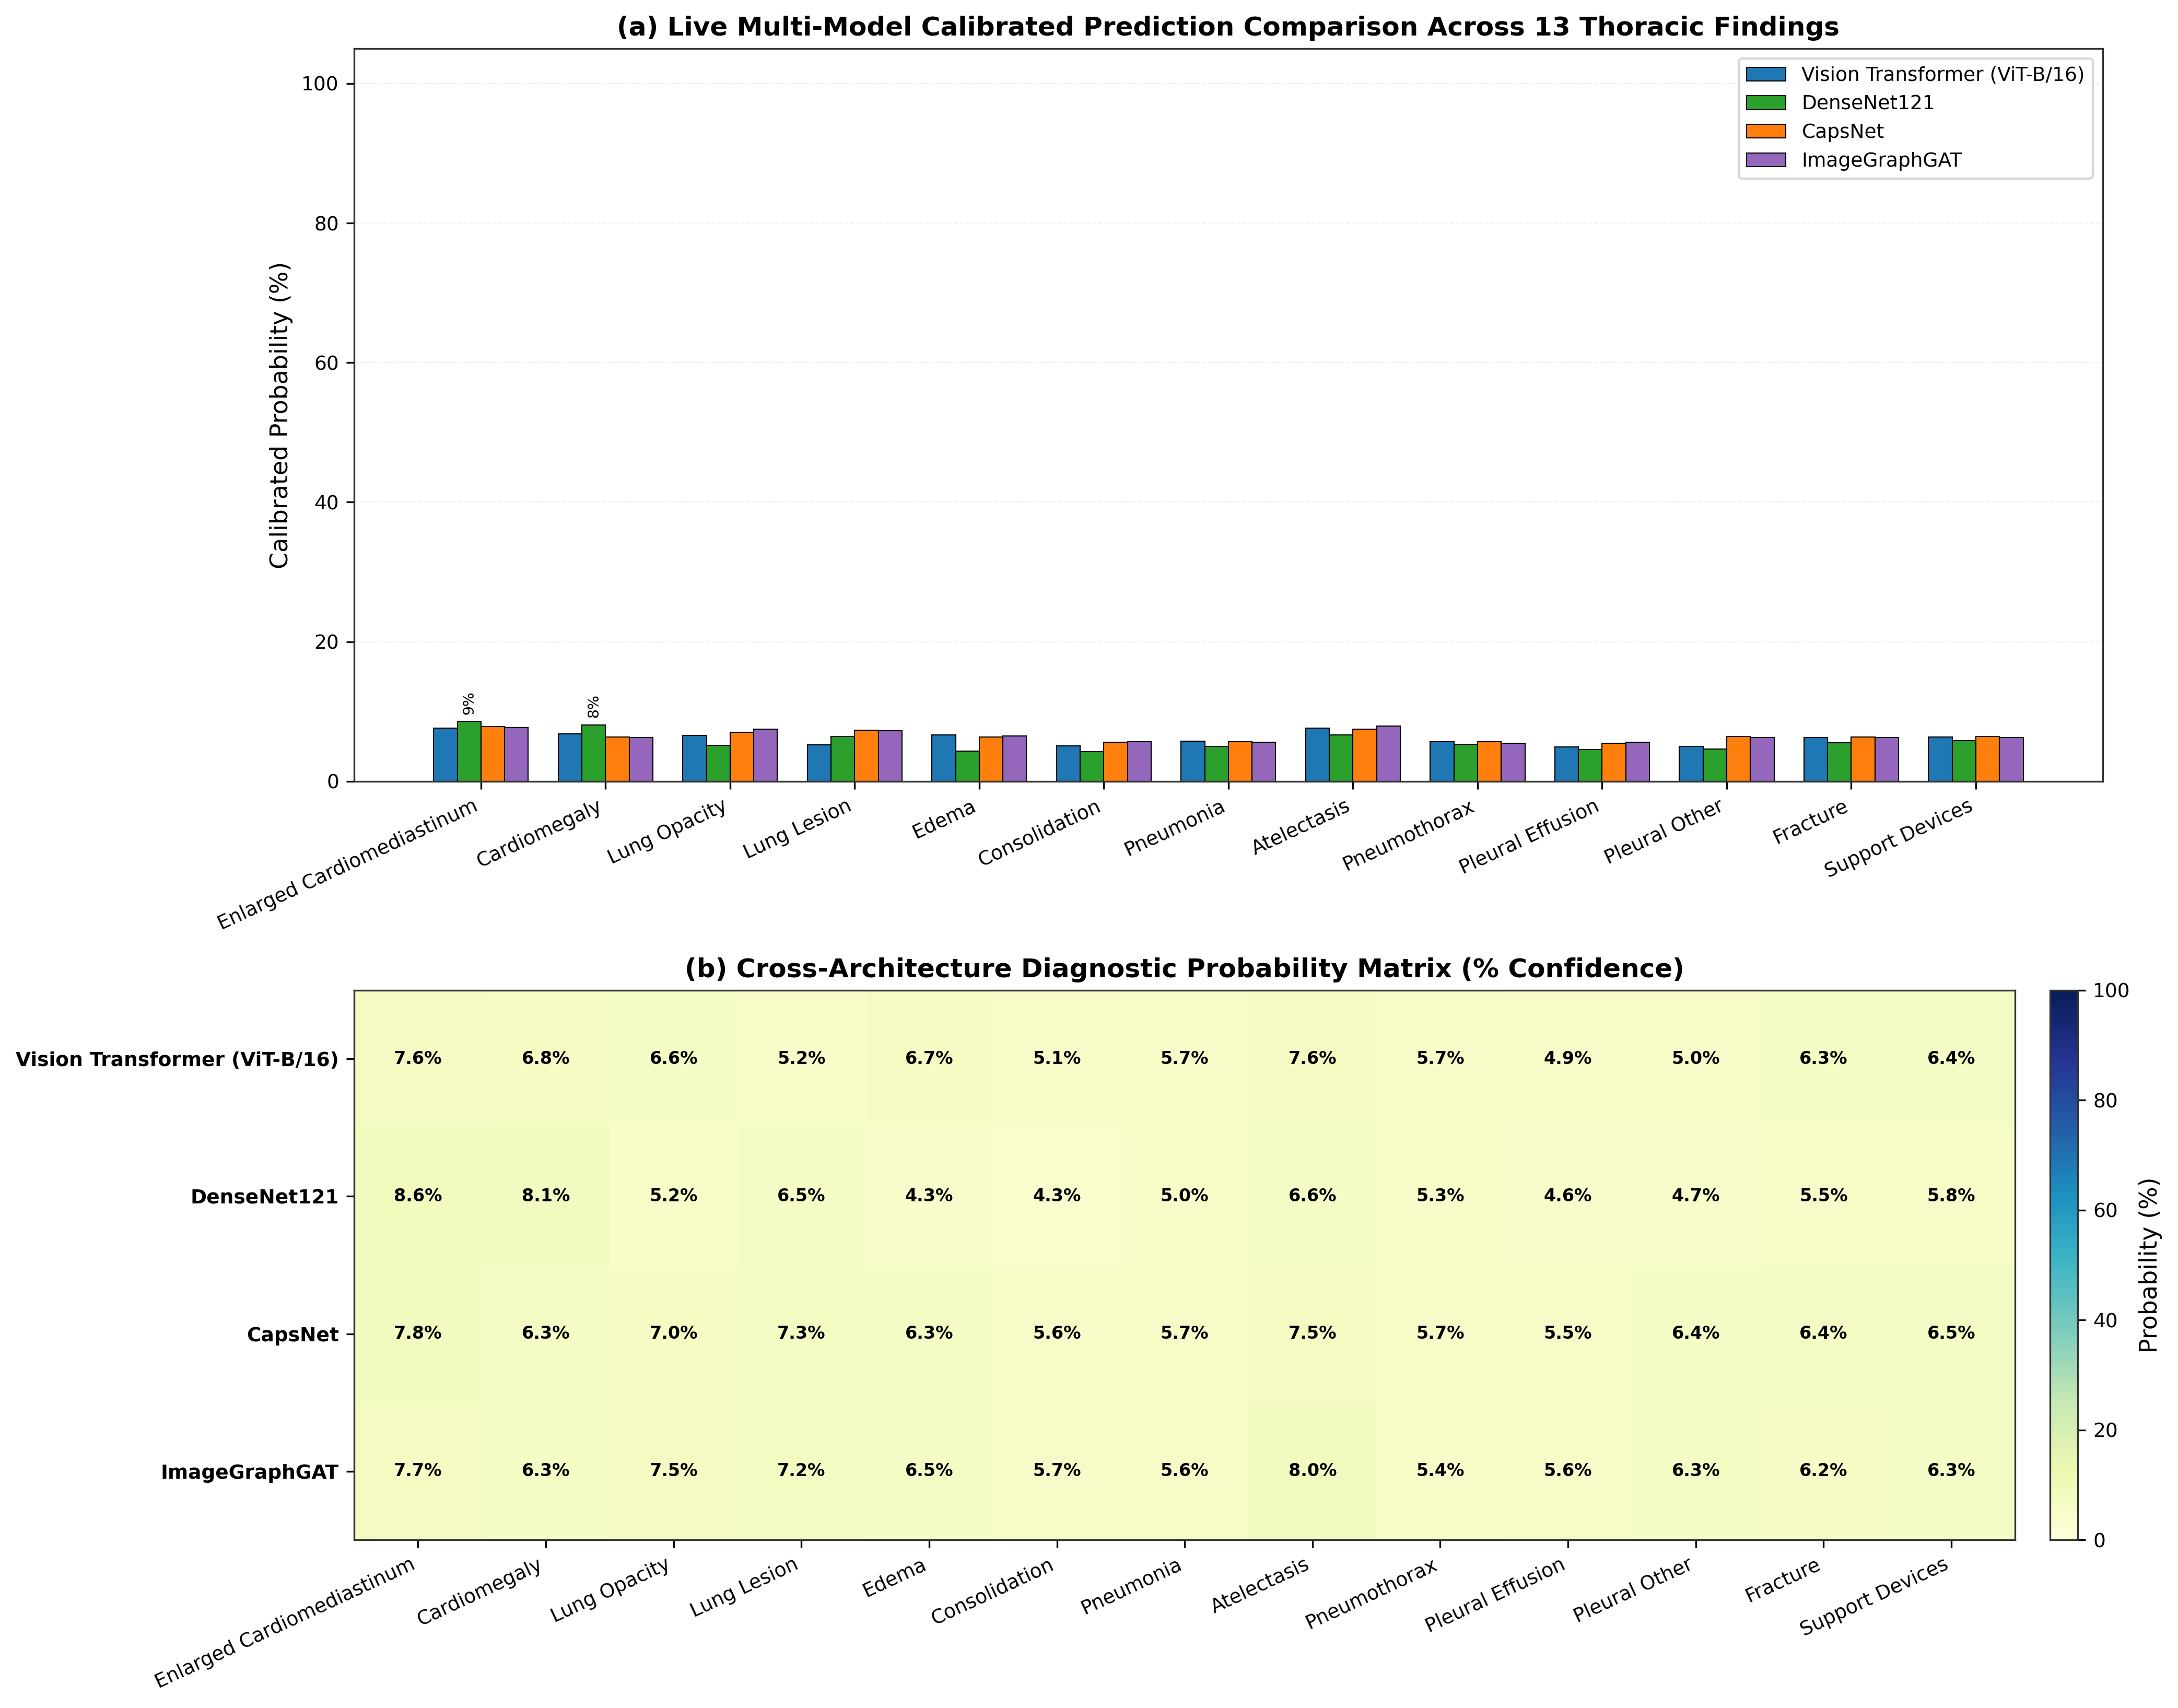 (a) Live Multi-Model Calibrated Prediction Comparison Across 13 Thoracic Findings
Calibrated Probability (%)
100
80
60
40
20
0
Vision Transformer (ViT-B/16)
DenseNet121
CapsNet
ImageGraphGAT
9%
8%
Enlarged Cardiomediastinum
Cardiomegaly
Lung Opacity
Lung Lesion
Edema
Consolidation
Pneumonia
Atelectasis
Pneumothorax
Pleural Effusion
Pleural Other
Fracture
Support Devices
(b) Cross-Architecture Diagnostic Probability Matrix (% Confidence)
Vision Transformer (ViT-B/16) 7.6% 6.8% 6.6% 5.2% 6.7% 5.1% 5.7% 7.6% 5.7% 4.9% 5.0% 6.3% 6.4%
DenseNet121 8.6% 8.1% 5.2% 6.5% 4.3% 4.3% 5.0% 6.6% 5.3% 4.6% 4.7% 5.5% 5.8%
CapsNet 7.8% 6.3% 7.0% 7.3% 6.3% 5.6% 5.7% 7.5% 5.7% 5.5% 6.4% 6.4% 6.5%
ImageGraphGAT 7.7% 6.3% 7.5% 7.2% 6.5% 5.7% 5.6% 8.0% 5.4% 5.6% 6.3% 6.2% 6.3%
Enlarged Cardiomediastinum
Cardiomegaly
Lung Opacity
Lung Lesion
Edema
Consolidation
Pneumonia
Atelectasis
Pneumothorax
Pleural Effusion
Pleural Other
Fracture
Support Devices
100
80
60
40
20
0
Probability (%)